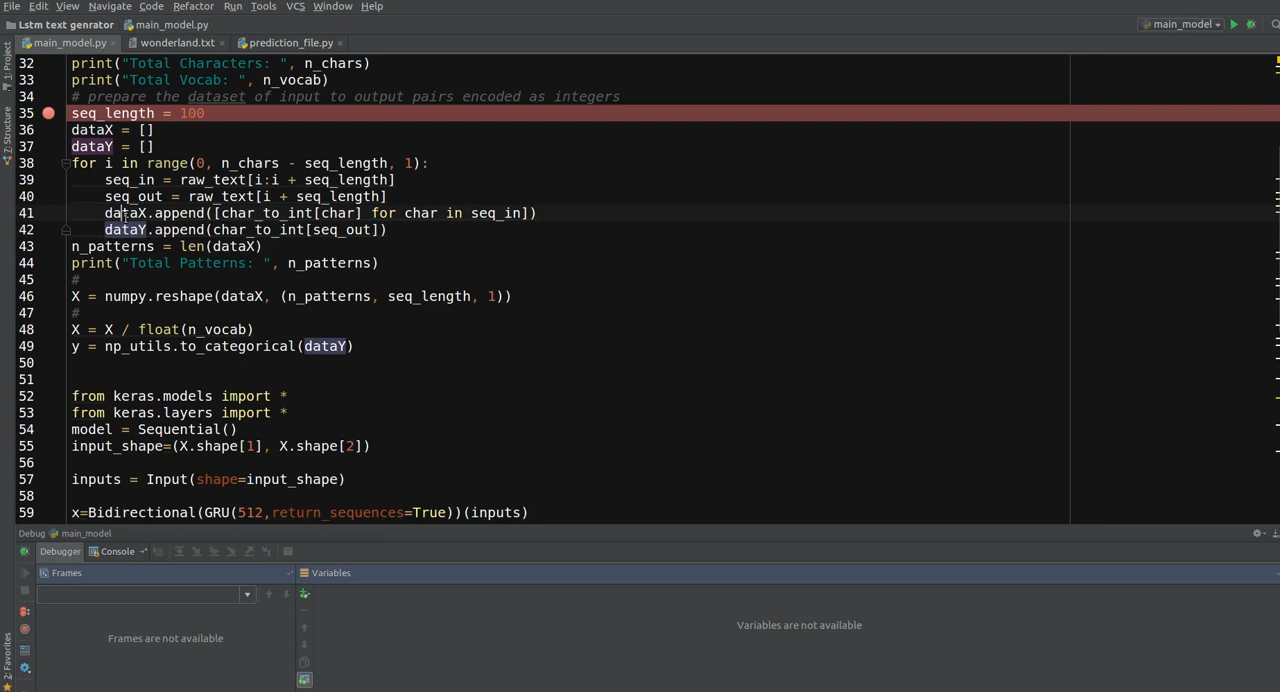 File Edit View Navigate Code Refactor Run Tools VCS Window Help
Lstm text genrator main_model.py main_model
main_model.py × wonderland.txt × prediction_file.py ×
1: Project
7: Structure
2: Favorites
32 print("Total Characters: ", n_chars)
33 print("Total Vocab: ", n_vocab)
34 # prepare the dataset of input to output pairs encoded as integers
35 seq_length = 100
36 dataX = []
37 dataY = []
38 for i in range(0, n_chars - seq_length, 1):
39 seq_in = raw_text[i:i + seq_length]
40 seq_out = raw_text[i + seq_length]
41 dataX.append([char_to_int[char] for char in seq_in])
42 dataY.append(char_to_int[seq_out])
43 n_patterns = len(dataX)
44 print("Total Patterns: ", n_patterns)
45 #
46 X = numpy.reshape(dataX, (n_patterns, seq_length, 1))
47 #
48 X = X / float(n_vocab)
49 y = np_utils.to_categorical(dataY)
50
51
52 from keras.models import *
53 from keras.layers import *
54 model = Sequential()
55 input_shape=(X.shape[1], X.shape[2])
56
57 inputs = Input(shape=input_shape)
58
59 x=Bidirectional(GRU(512,return_sequences=True))(inputs)
Debug main_model
Debugger Console
Frames Variables
Frames are not available
Variables are not available